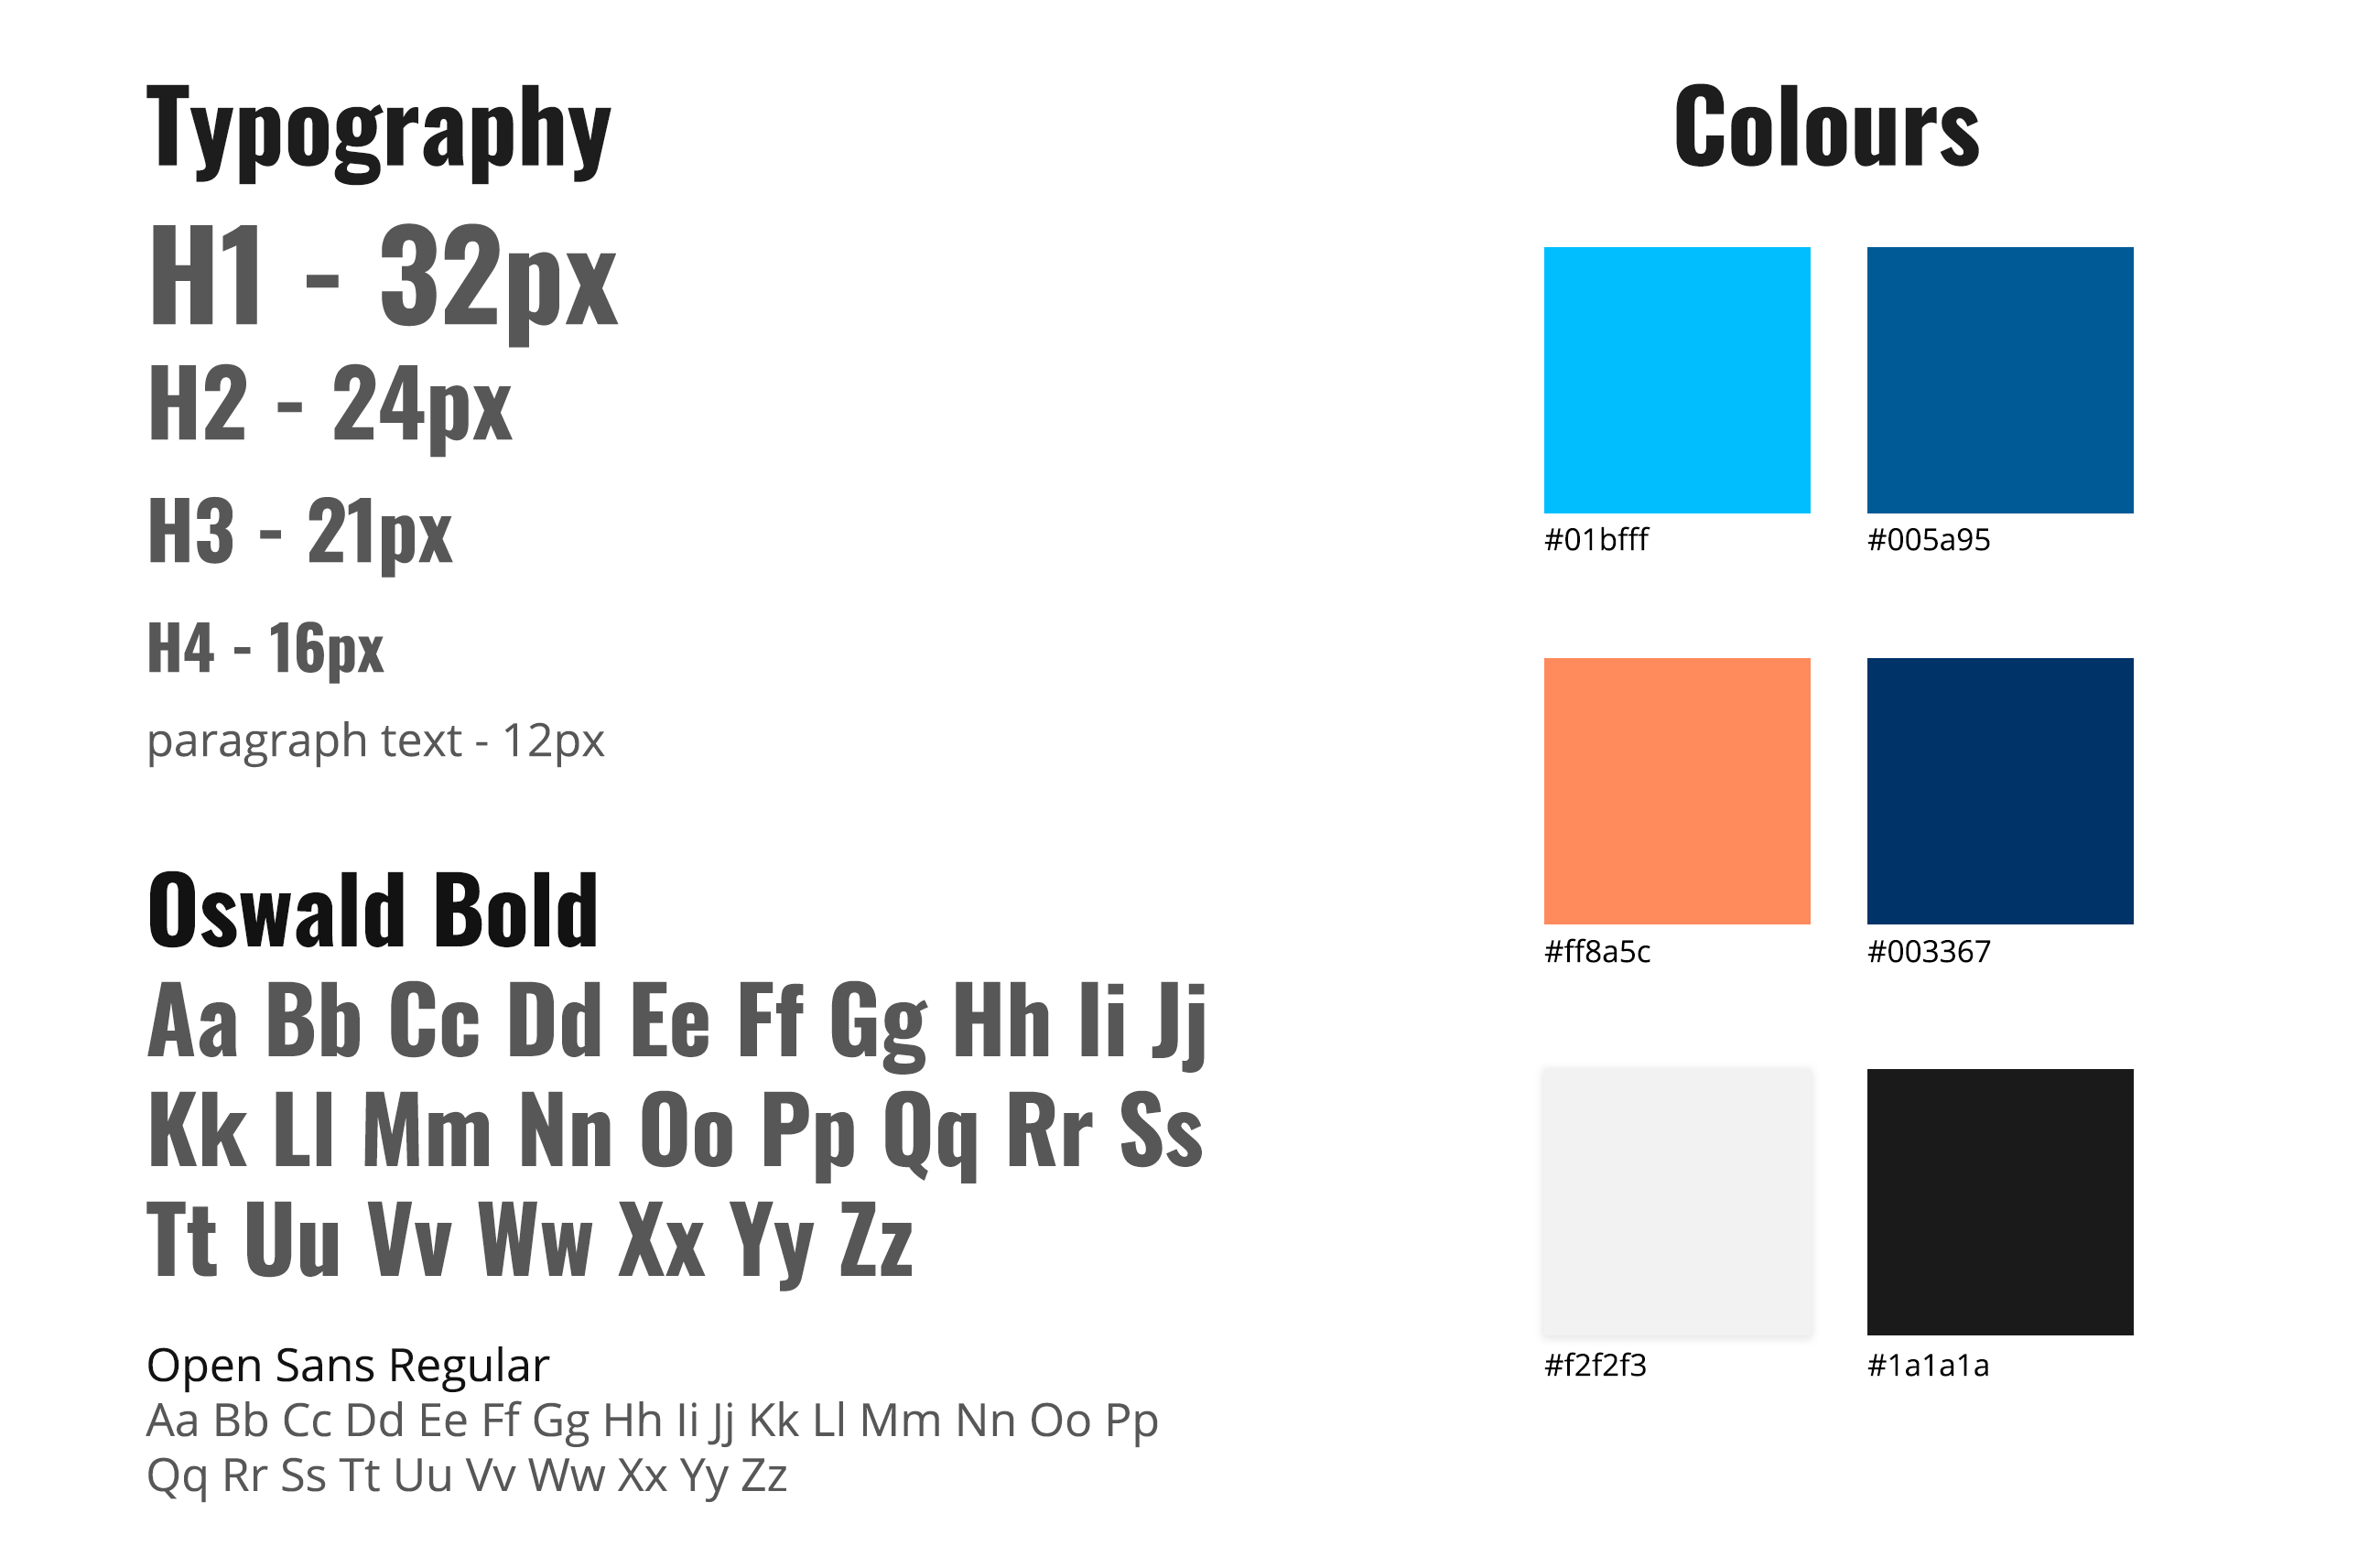 Typography
H1 - 32px
H2 - 24px
H3 - 21px
H4 - 16px
paragraph text - 12px
Oswald Bold
Aa Bb Cc Dd Ee Ff Gg Hh Ii Jj
Kk Ll Mm Nn Oo Pp Qq Rr Ss
Tt Uu Vv Ww Xx Yy Zz
Open Sans Regular
Aa Bb Cc Dd Ee Ff Gg Hh Ii Jj Kk Ll Mm Nn Oo Pp
Qq Rr Ss Tt Uu Vv Ww Xx Yy Zz
Colours
#01bfff
#005a95
#ff8a5c
#003367
#f2f2f3
#1a1a1a